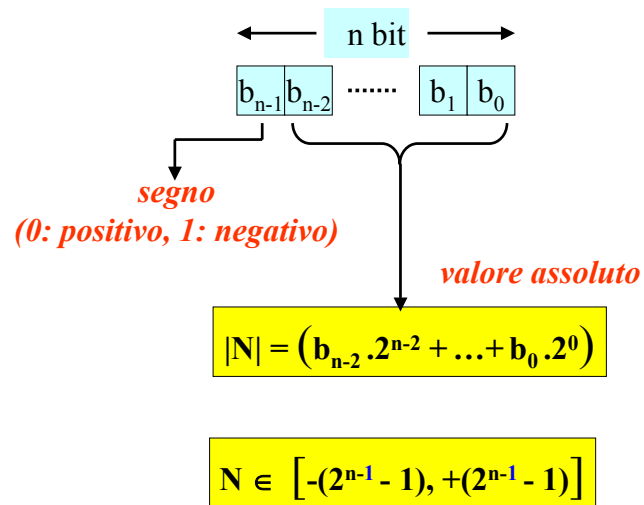 n bit
b_{n-1} b_{n-2} ....... b_1 b_0
segno
(0: positivo, 1: negativo)
valore assoluto
|N| = (b_{n-2} .2^{n-2} + …+ b_0 .2^0)
N ∈ [-(2^{n-1} - 1), +(2^{n-1} - 1)]